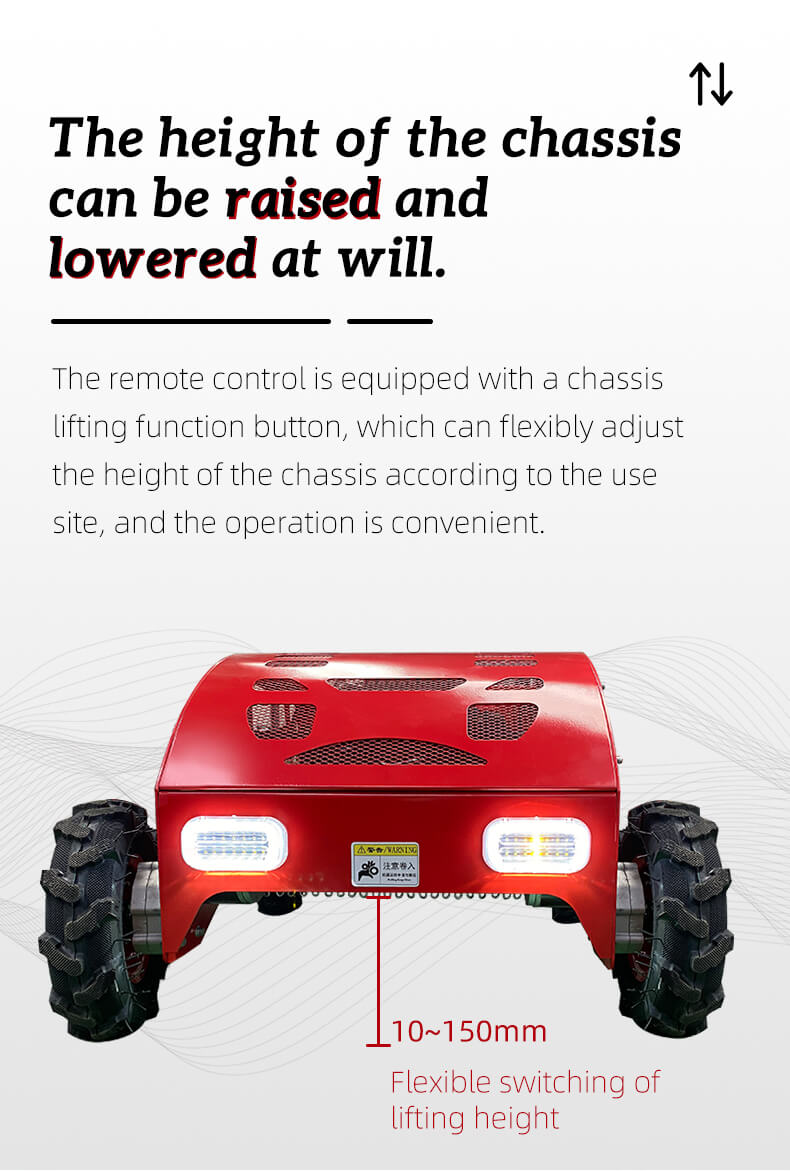 The height of the chassis
can be raised and
lowered at will.
The remote control is equipped with a chassis
lifting function button, which can flexibly adjust
the height of the chassis according to the use
site, and the operation is convenient.
警告/WARNING
注意卷入
10~150mm
Flexible switching of
lifting height